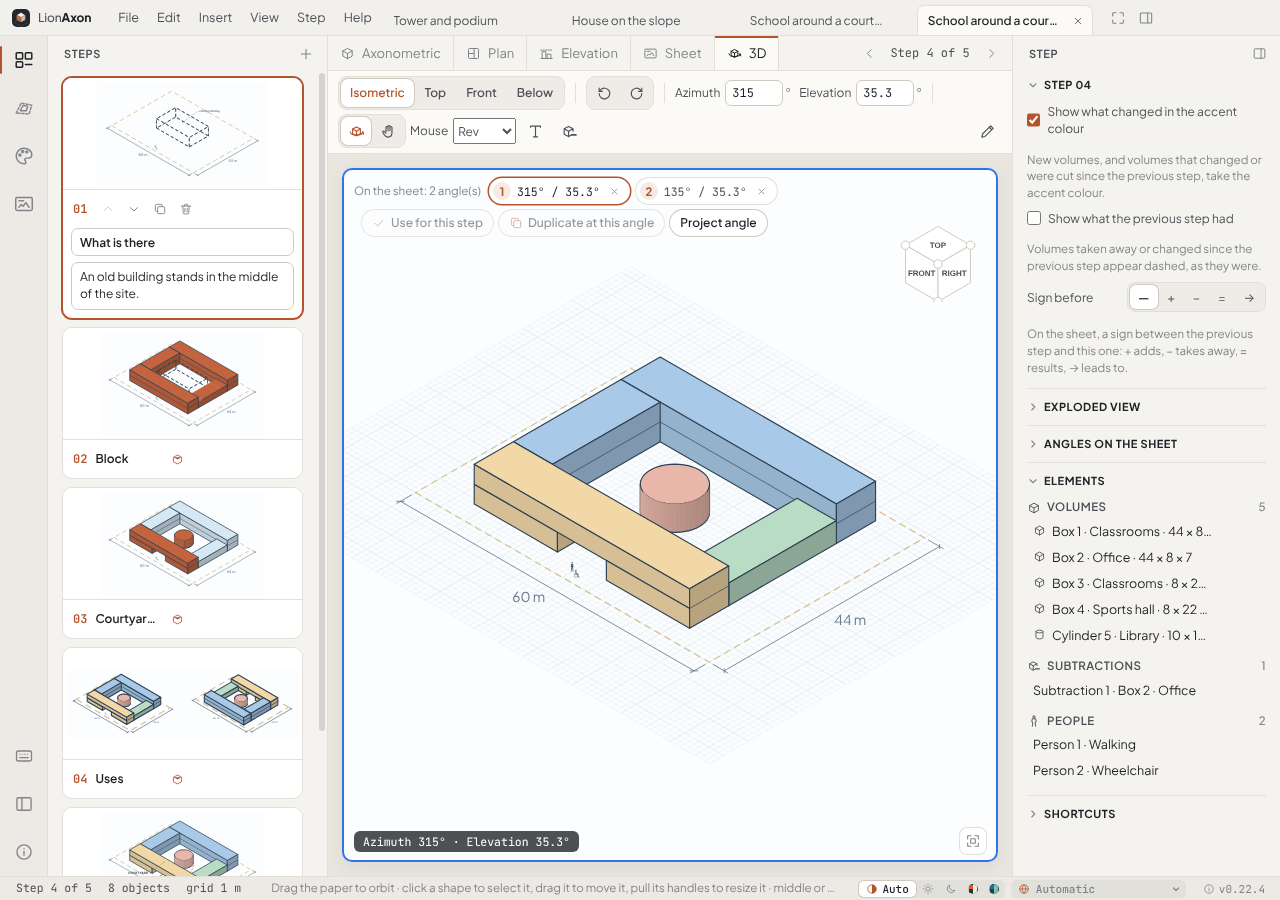 LionAxon
File Edit Insert View Step Help
Tower and podium
House on the slope
School around a court...
School around a cour...
STEPS
Axonometric
Plan
Elevation
Sheet
3D
Step 4 of 5
STEP
Isometric Top Front Below
Azimuth 315 °
Elevation 35.3 °
Mouse Rev
01
What is there
An old building stands in the middle
of the site.
02 Block
03 Courtyar...
04 Uses
On the sheet: 2 angle(s)
1 315° / 35.3° ×
2 135° / 35.3° ×
Use for this step
Duplicate at this angle
Project angle
TOP
FRONT RIGHT
60 m
44 m
Azimuth 315° · Elevation 35.3°
STEP 04
Show what changed in the accent
colour
New volumes, and volumes that changed or
were cut since the previous step, take the
accent colour.
Show what the previous step had
Volumes taken away or changed since the
previous step appear dashed, as they were.
Sign before — + − = →
On the sheet, a sign between the previous
step and this one: + adds, − takes away, =
results, → leads to.
EXPLODED VIEW
ANGLES ON THE SHEET
ELEMENTS
VOLUMES 5
Box 1 · Classrooms · 44 × 8...
Box 2 · Office · 44 × 8 × 7
Box 3 · Classrooms · 8 × 2...
Box 4 · Sports hall · 8 × 22 ...
Cylinder 5 · Library · 10 × 1...
SUBTRACTIONS 1
Subtraction 1 · Box 2 · Office
PEOPLE 2
Person 1 · Walking
Person 2 · Wheelchair
SHORTCUTS
Step 4 of 5 8 objects grid 1 m
Drag the paper to orbit · click a shape to select it, drag it to move it, pull its handles to resize it · middle or ...
Auto
Automatic
v0.22.4